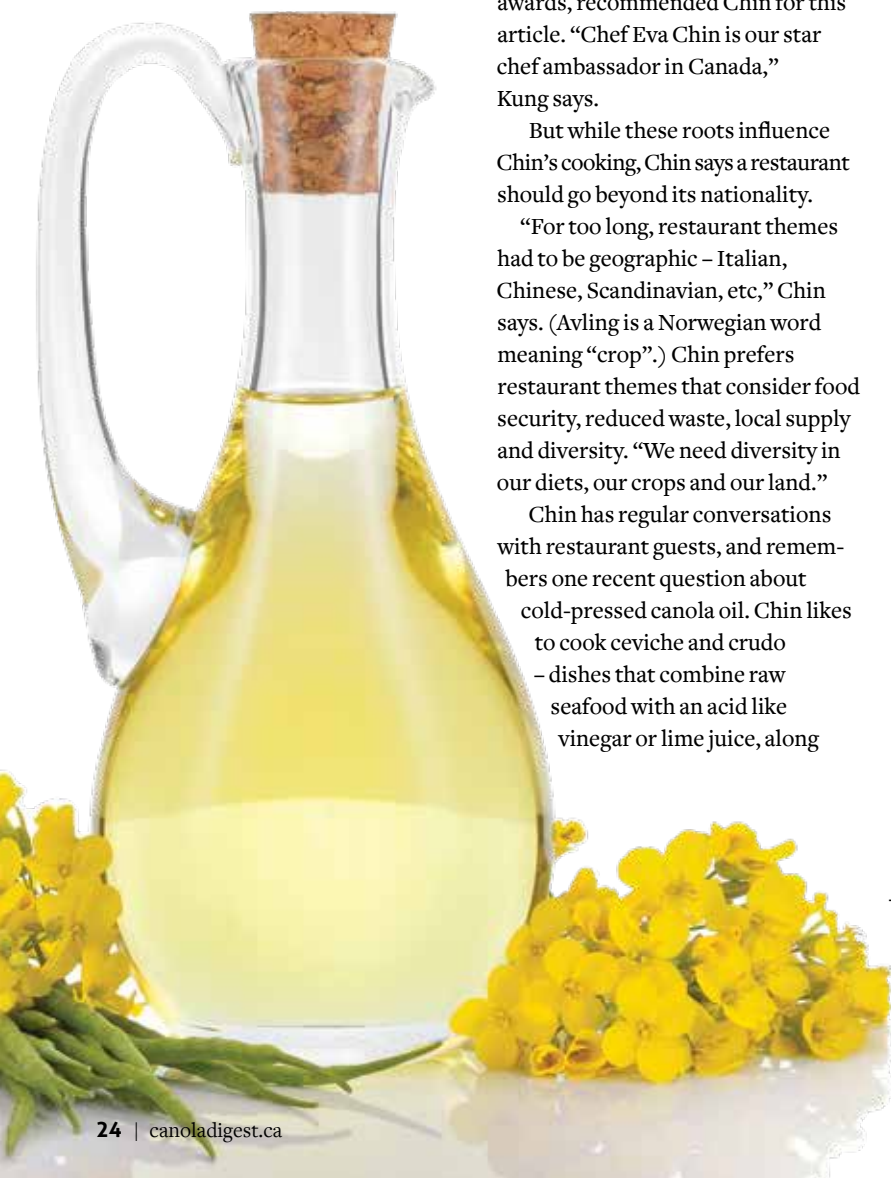 awards, recommended Chin for this
article. “Chef Eva Chin is our star
chef ambassador in Canada,”
Kung says.
But while these roots influence
Chin’s cooking, Chin says a restaurant
should go beyond its nationality.
“For too long, restaurant themes
had to be geographic – Italian,
Chinese, Scandinavian, etc,” Chin
says. (Avling is a Norwegian word
meaning “crop”.) Chin prefers
restaurant themes that consider food
security, reduced waste, local supply
and diversity. “We need diversity in
our diets, our crops and our land.”
Chin has regular conversations
with restaurant guests, and remem-
bers one recent question about
cold-pressed canola oil. Chin likes
to cook ceviche and crudo
– dishes that combine raw
seafood with an acid like
vinegar or lime juice, along
24 | canoladigest.ca